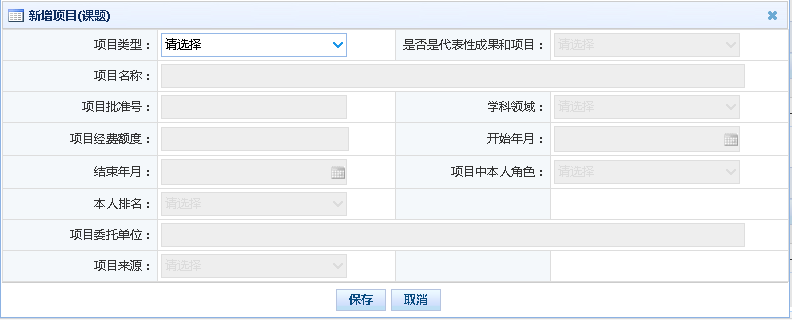 新增项目(课题)
项目类型： 请选择 是否是代表性成果和项目： 请选择
项目名称：
项目批准号： 学科领域： 请选择
项目经费额度： 开始年月：
结束年月： 项目中本人角色： 请选择
本人排名： 请选择
项目委托单位：
项目来源： 请选择
保存 取消